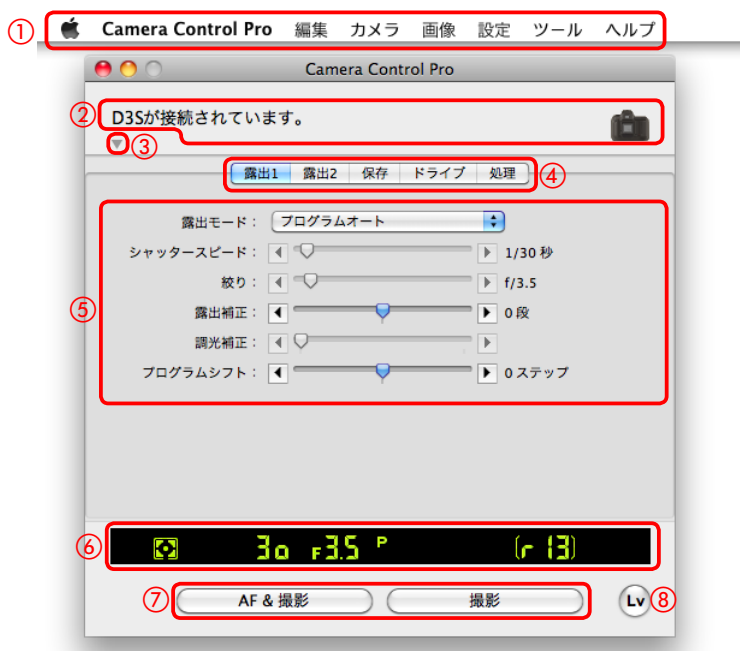 ① Camera Control Pro 編集 カメラ 画像 設定 ツール ヘルプ
Camera Control Pro
② D3Sが接続されています。
③
露出1 露出2 保存 ドライブ 処理 ④
⑤
露出モード： プログラムオート
シャッタースピード： 1/30 秒
絞り： f/3.5
露出補正： 0 段
調光補正：
プログラムシフト： 0 ステップ
⑥ 30 F3.5 P (r 13)
⑦ AF & 撮影 撮影 Lv ⑧